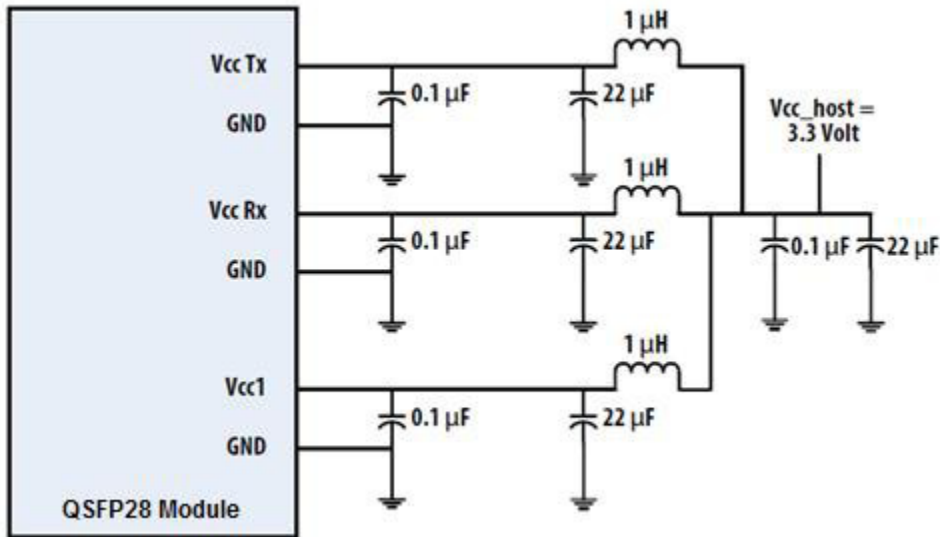 1 μH
Vcc Tx
0.1 μF
22 μF
Vcc_host =
3.3 Volt
GND
1 μH
Vcc Rx
0.1 μF
22 μF
0.1 μF
22 μF
GND
1 μH
Vcc1
0.1 μF
22 μF
GND
QSFP28 Module